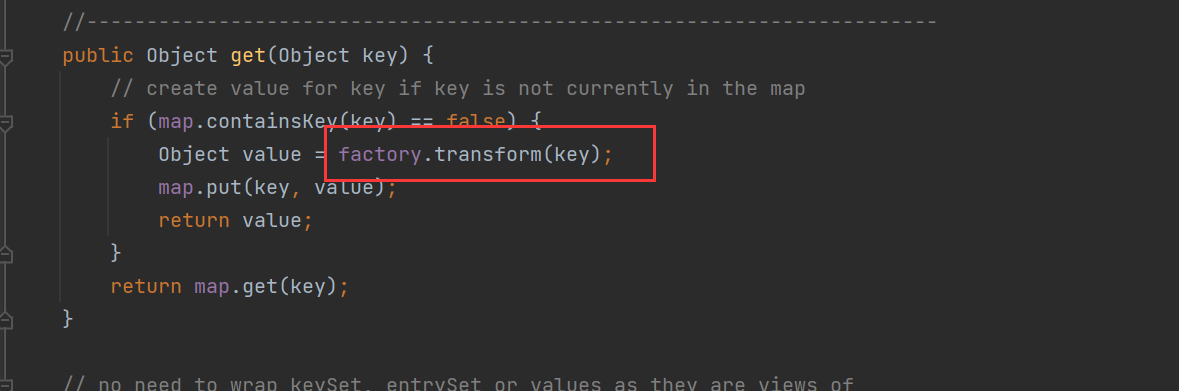 //-----------------------------------------------------------------------
public Object get(Object key) {
// create value for key if key is not currently in the map
if (map.containsKey(key) == false) {
Object value = factory.transform(key);
map.put(key, value);
return value;
}
return map.get(key);
}
// no need to wrap keySet, entrySet or values as they are views of